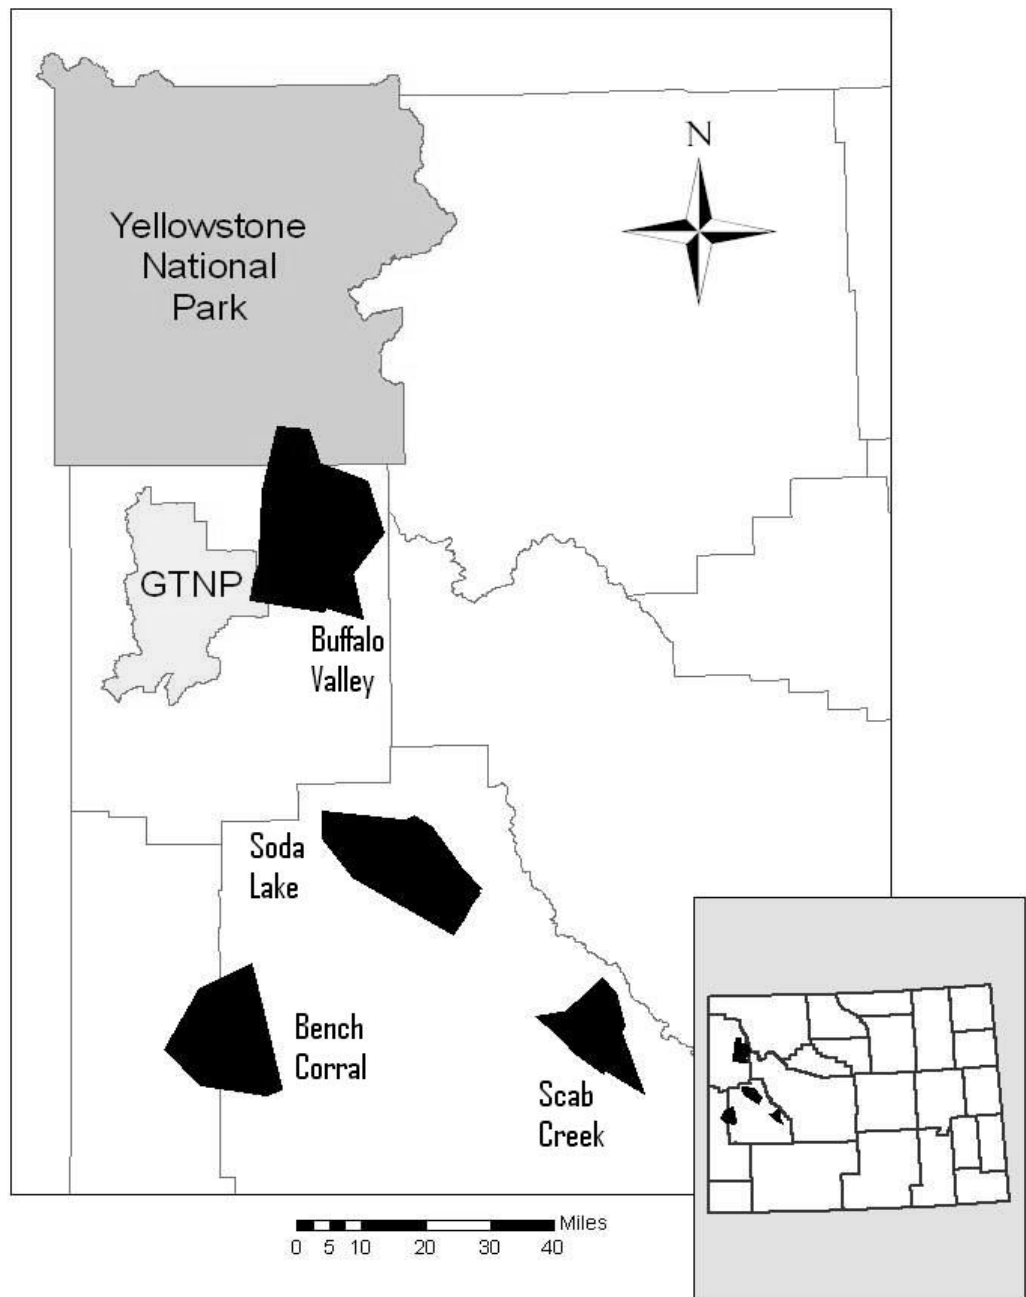 N
Yellowstone
National
Park
GTNP
Buffalo
Valley
Soda
Lake
Bench
Corral
Scab
Creek
Miles
0 5 10 20 30 40